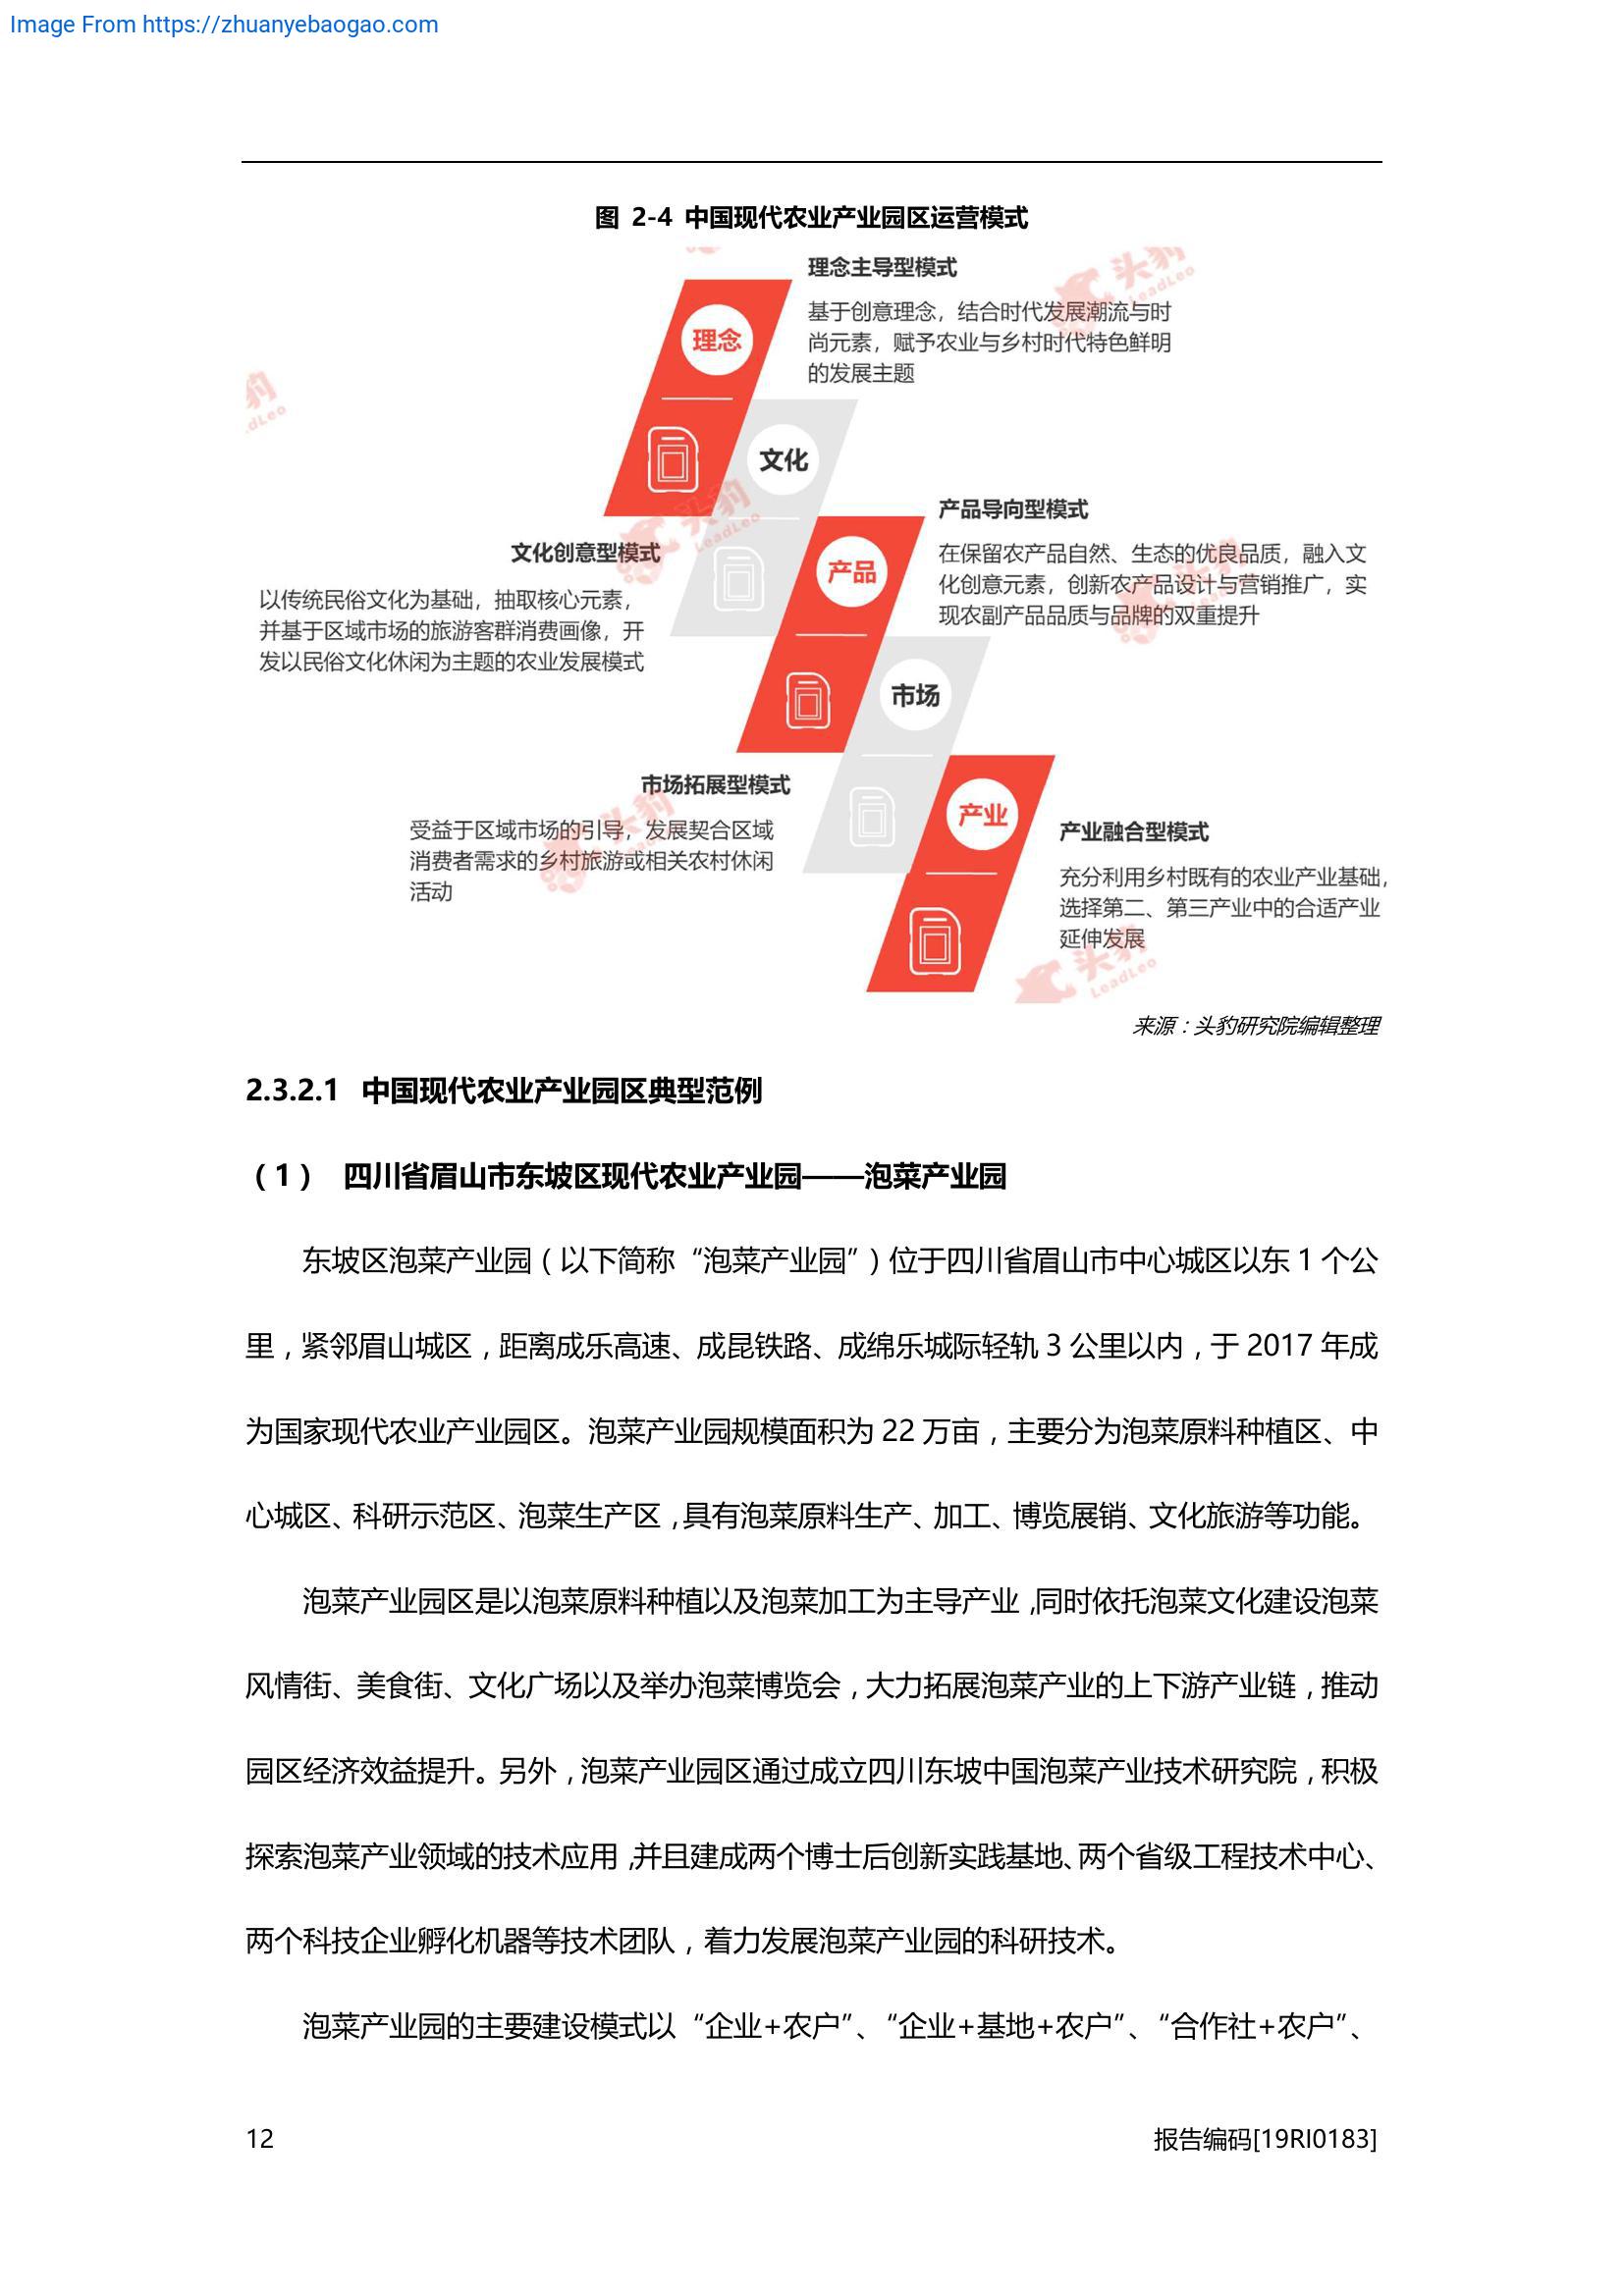 Image From https://zhuanyebaogao.com
图 2-4 中国现代农业产业园区运营模式
理念
理念主导型模式
基于创意理念，结合时代发展潮流与时
尚元素，赋予农业与乡村时代特色鲜明
的发展主题
文化
文化创意型模式
以传统民俗文化为基础，抽取核心元素，
并基于区域市场的旅游客群消费画像，开
发以民俗文化休闲为主题的农业发展模式
产品
产品导向型模式
在保留农产品自然、生态的优良品质，融入文
化创意元素，创新农产品设计与营销推广，实
现农副产品品质与品牌的双重提升
市场
市场拓展型模式
受益于区域市场的引导，发展契合区域
消费者需求的乡村旅游或相关农村休闲
活动
产业
产业融合型模式
充分利用乡村既有的农业产业基础，
选择第二、第三产业中的合适产业
延伸发展
头豹
LeadLeo
来源：头豹研究院编辑整理
2.3.2.1 中国现代农业产业园区典型范例
（1） 四川省眉山市东坡区现代农业产业园——泡菜产业园
东坡区泡菜产业园（以下简称“泡菜产业园”）位于四川省眉山市中心城区以东 1 个公
里，紧邻眉山城区，距离成乐高速、成昆铁路、成绵乐城际轻轨 3 公里以内，于 2017 年成
为国家现代农业产业园区。泡菜产业园规模面积为 22 万亩，主要分为泡菜原料种植区、中
心城区、科研示范区、泡菜生产区，具有泡菜原料生产、加工、博览展销、文化旅游等功能。
泡菜产业园区是以泡菜原料种植以及泡菜加工为主导产业，同时依托泡菜文化建设泡菜
风情街、美食街、文化广场以及举办泡菜博览会，大力拓展泡菜产业的上下游产业链，推动
园区经济效益提升。另外，泡菜产业园区通过成立四川东坡中国泡菜产业技术研究院，积极
探索泡菜产业领域的技术应用，并且建成两个博士后创新实践基地、两个省级工程技术中心、
两个科技企业孵化机器等技术团队，着力发展泡菜产业园的科研技术。
泡菜产业园的主要建设模式以“企业+农户”、“企业+基地+农户”、“合作社+农户”、
12
报告编码[19RI0183]